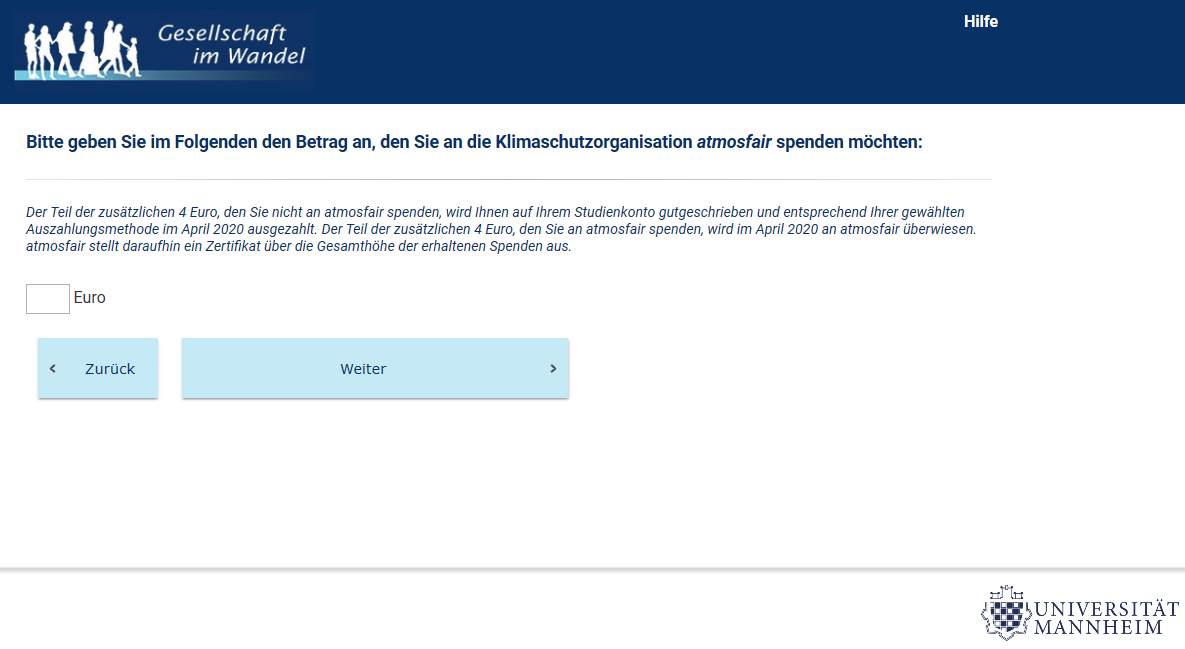 Gesellschaft
im Wandel
Hilfe
Bitte geben Sie im Folgenden den Betrag an, den Sie an die Klimaschutzorganisation atmosfair spenden möchten:
Der Teil der zusätzlichen 4 Euro, den Sie nicht an atmosfair spenden, wird Ihnen auf Ihrem Studienkonto gutgeschrieben und entsprechend Ihrer gewählten
Auszahlungsmethode im April 2020 ausgezahlt. Der Teil der zusätzlichen 4 Euro, den Sie an atmosfair spenden, wird im April 2020 an atmosfair überwiesen.
atmosfair stellt daraufhin ein Zertifikat über die Gesamthöhe der erhaltenen Spenden aus.
Euro
‹ Zurück
Weiter ›
UNIVERSITÄT
MANNHEIM